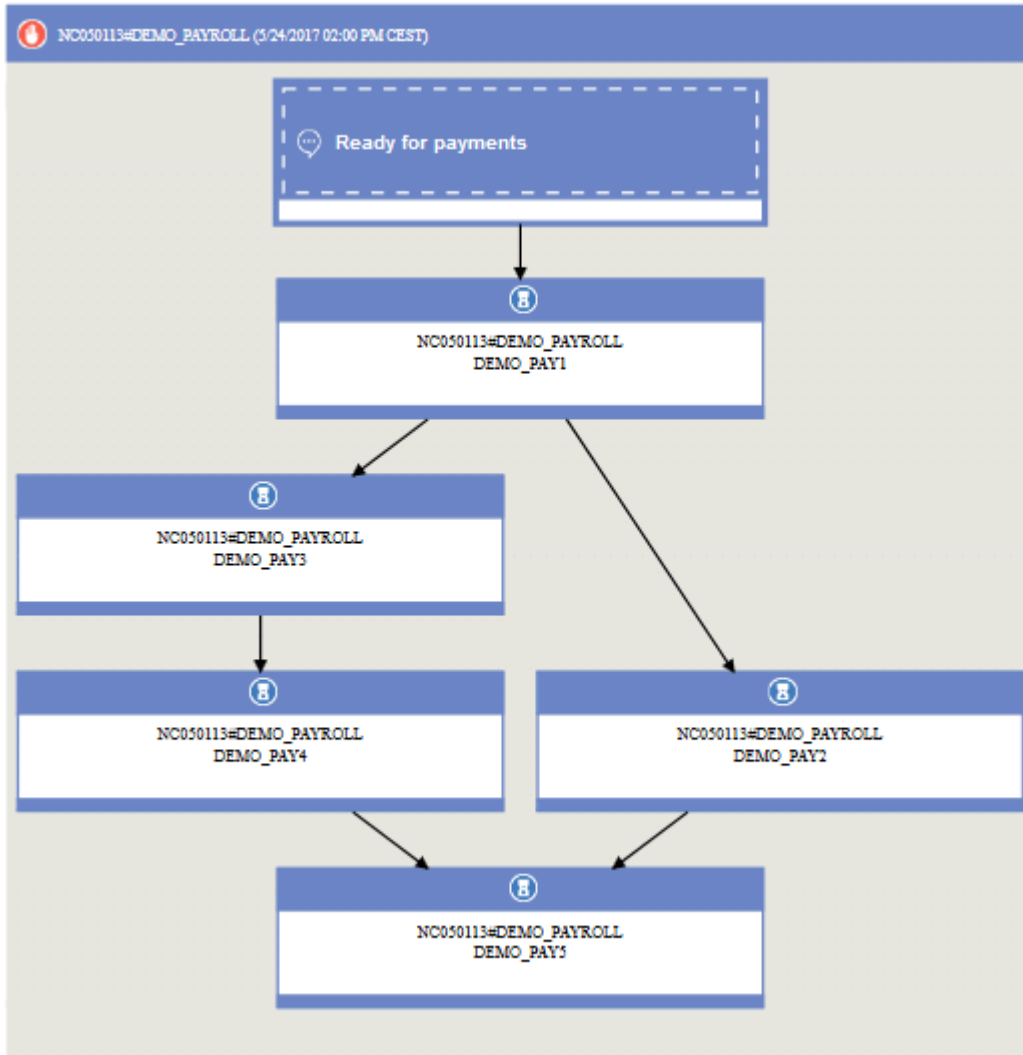 NC050113#DEMO_PAYROLL (5/24/2017 02:00 PM CEST)
Ready for payments
NC050113#DEMO_PAYROLL
DEMO_PAY1
NC050113#DEMO_PAYROLL
DEMO_PAY3
NC050113#DEMO_PAYROLL
DEMO_PAY4
NC050113#DEMO_PAYROLL
DEMO_PAY2
NC050113#DEMO_PAYROLL
DEMO_PAY5